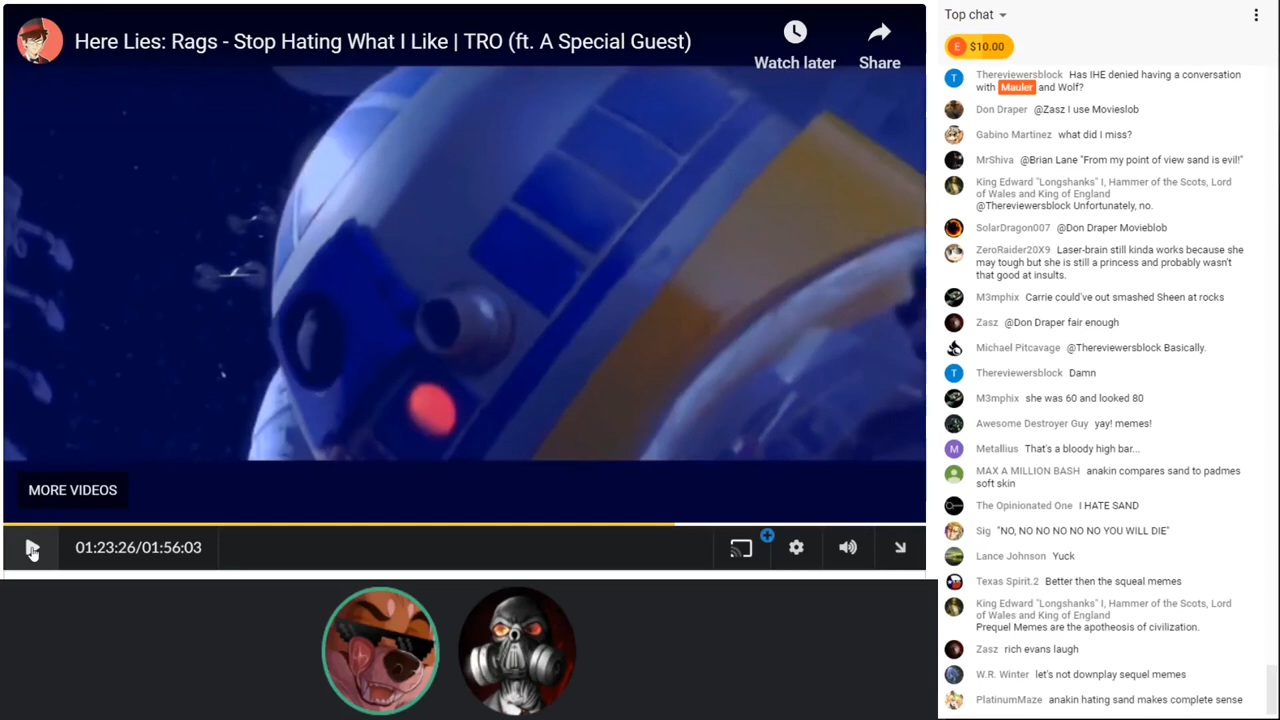 Here Lies: Rags - Stop Hating What I Like | TRO (ft. A Special Guest)
Watch later
Share
MORE VIDEOS
01:23:26/01:56:03
Top chat
E $10.00
T Thereviewersblock Has IHE denied having a conversation
with Mauler and Wolf?
Don Draper @Zasz I use Movieslob
Gabino Martinez what did I miss?
MrShiva @Brian Lane "From my point of view sand is evil!"
King Edward "Longshanks" I, Hammer of the Scots, Lord
of Wales and King of England
@Thereviewersblock Unfortunately, no.
SolarDragon007 @Don Draper Movieblob
ZeroRaider20X9 Laser-brain still kinda works because she
may tough but she is still a princess and probably wasn't
that good at insults.
M3mphix Carrie could've out smashed Sheen at rocks
Zasz @Don Draper fair enough
Michael Pitcavage @Thereviewersblock Basically.
T Thereviewersblock Damn
M3mphix she was 60 and looked 80
Awesome Destroyer Guy yay! memes!
M Metallius That's a bloody high bar...
MAX A MILLION BASH anakin compares sand to padmes
soft skin
The Opinionated One I HATE SAND
Sig "NO, NO NO NO NO NO YOU WILL DIE"
Lance Johnson Yuck
Texas Spirit.2 Better then the squeal memes
King Edward "Longshanks" I, Hammer of the Scots, Lord
of Wales and King of England
Prequel Memes are the apotheosis of civilization.
Zasz rich evans laugh
W.R. Winter let's not downplay sequel memes
PlatinumMaze anakin hating sand makes complete sense